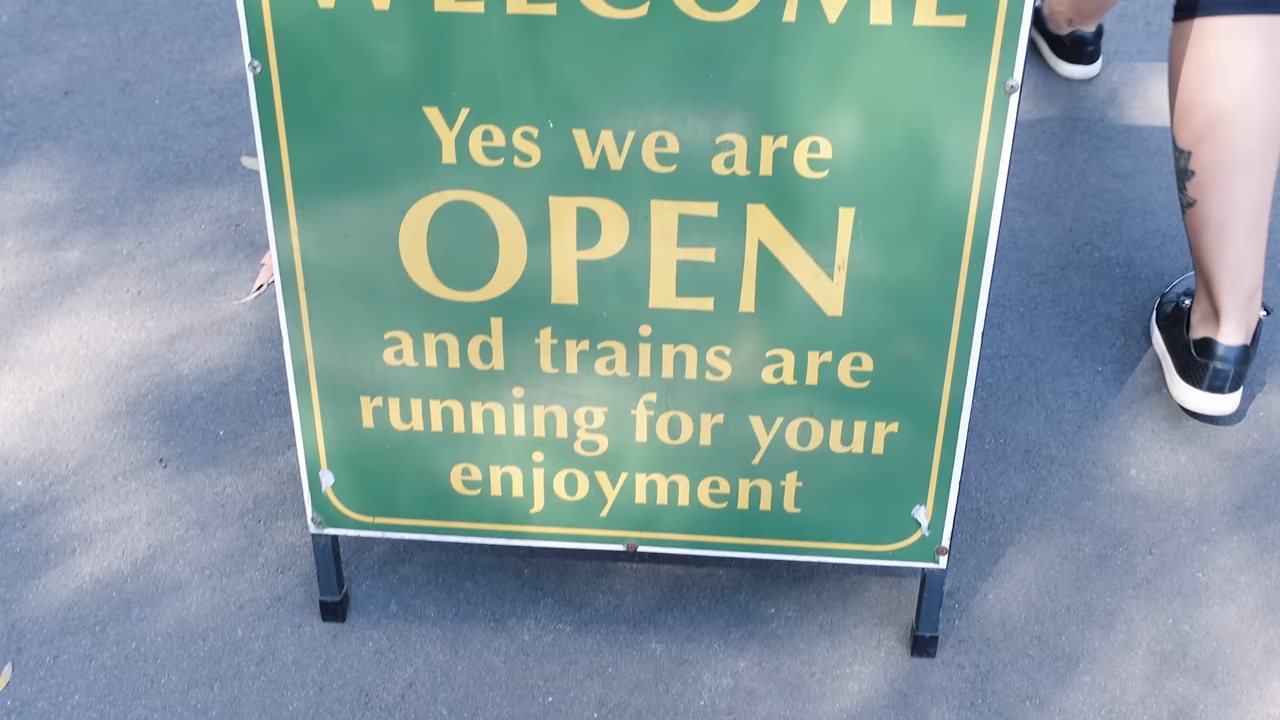 WELCOME
Yes we are
OPEN
and trains are
running for your
enjoyment